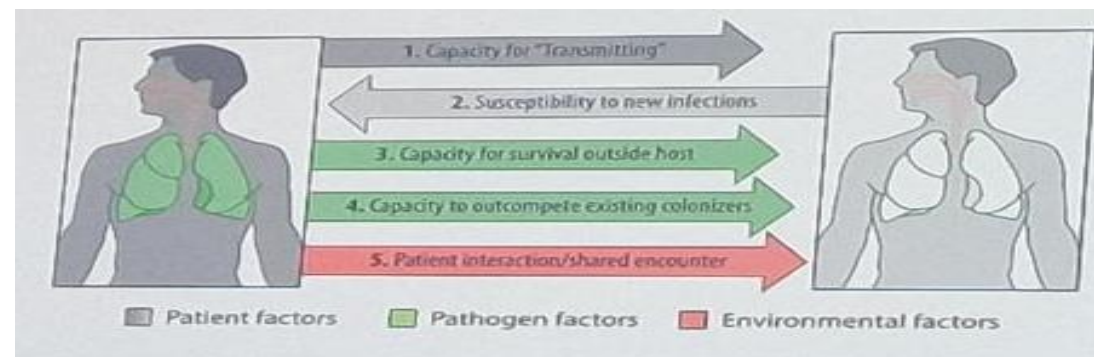 1. Capacity for "Transmitting"
2. Susceptibility to new infections
3. Capacity for survival outside host
4. Capacity to outcompete existing colonizers
5. Patient interaction/shared encounter
Patient factors Pathogen factors Environmental factors